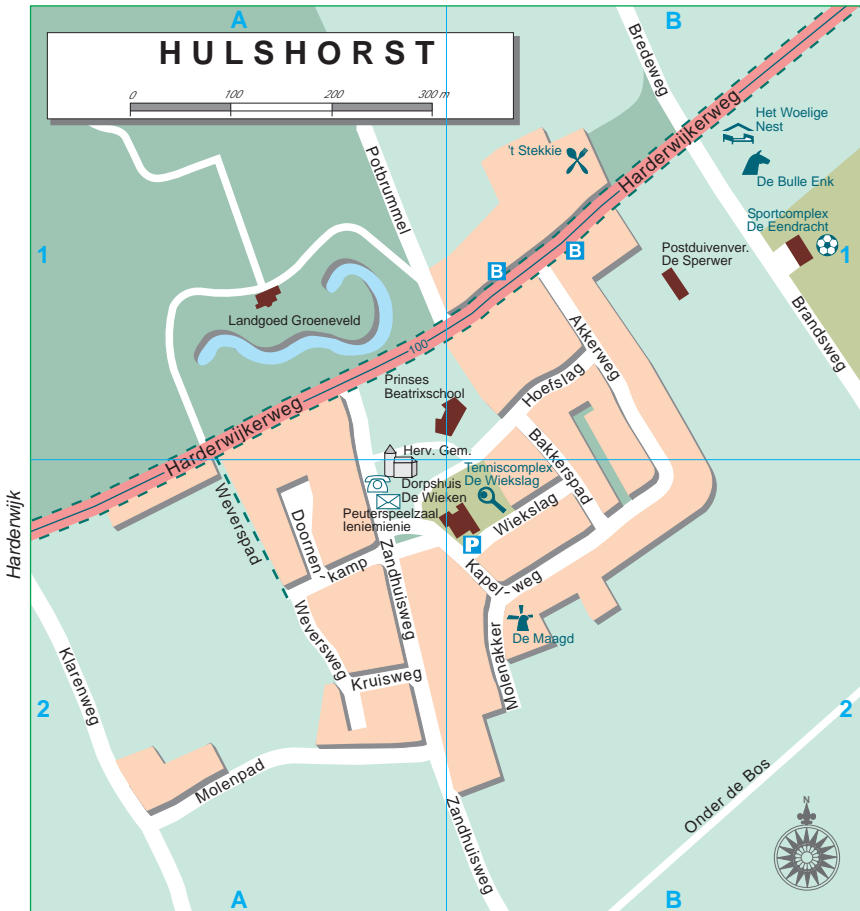 A
B
HULSHORST
0
100
200
300 m
Bredeweg
Harderwijkerweg
Het Woelige
Nest
't Stekkie
De Bulle Enk
Potbrummel
Sportcomplex
De Eendracht
Postduivenver.
De Sperwer
1
1
B
B
Landgoed Groeneveld
Brandsweg
Akkerweg
100
Prinses
Beatrixschool
Hoefslag
Harderwijkerweg
Herv. Gem.
Bakkerspad
Tenniscomplex
De Wiekslag
Dorpshuis
De Wieken
Peuterspeelzaal
Ieniemienie
Weverspad
Doornen-
kamp
Wiekslag
P
Harderwijk
Zandhuisweg
Kapel-
weg
Weversweg
De Maagd
Molenakker
Klarenweg
Kruisweg
2
2
Molenpad
Onder de Bos
Zandhuisweg
N
A
B